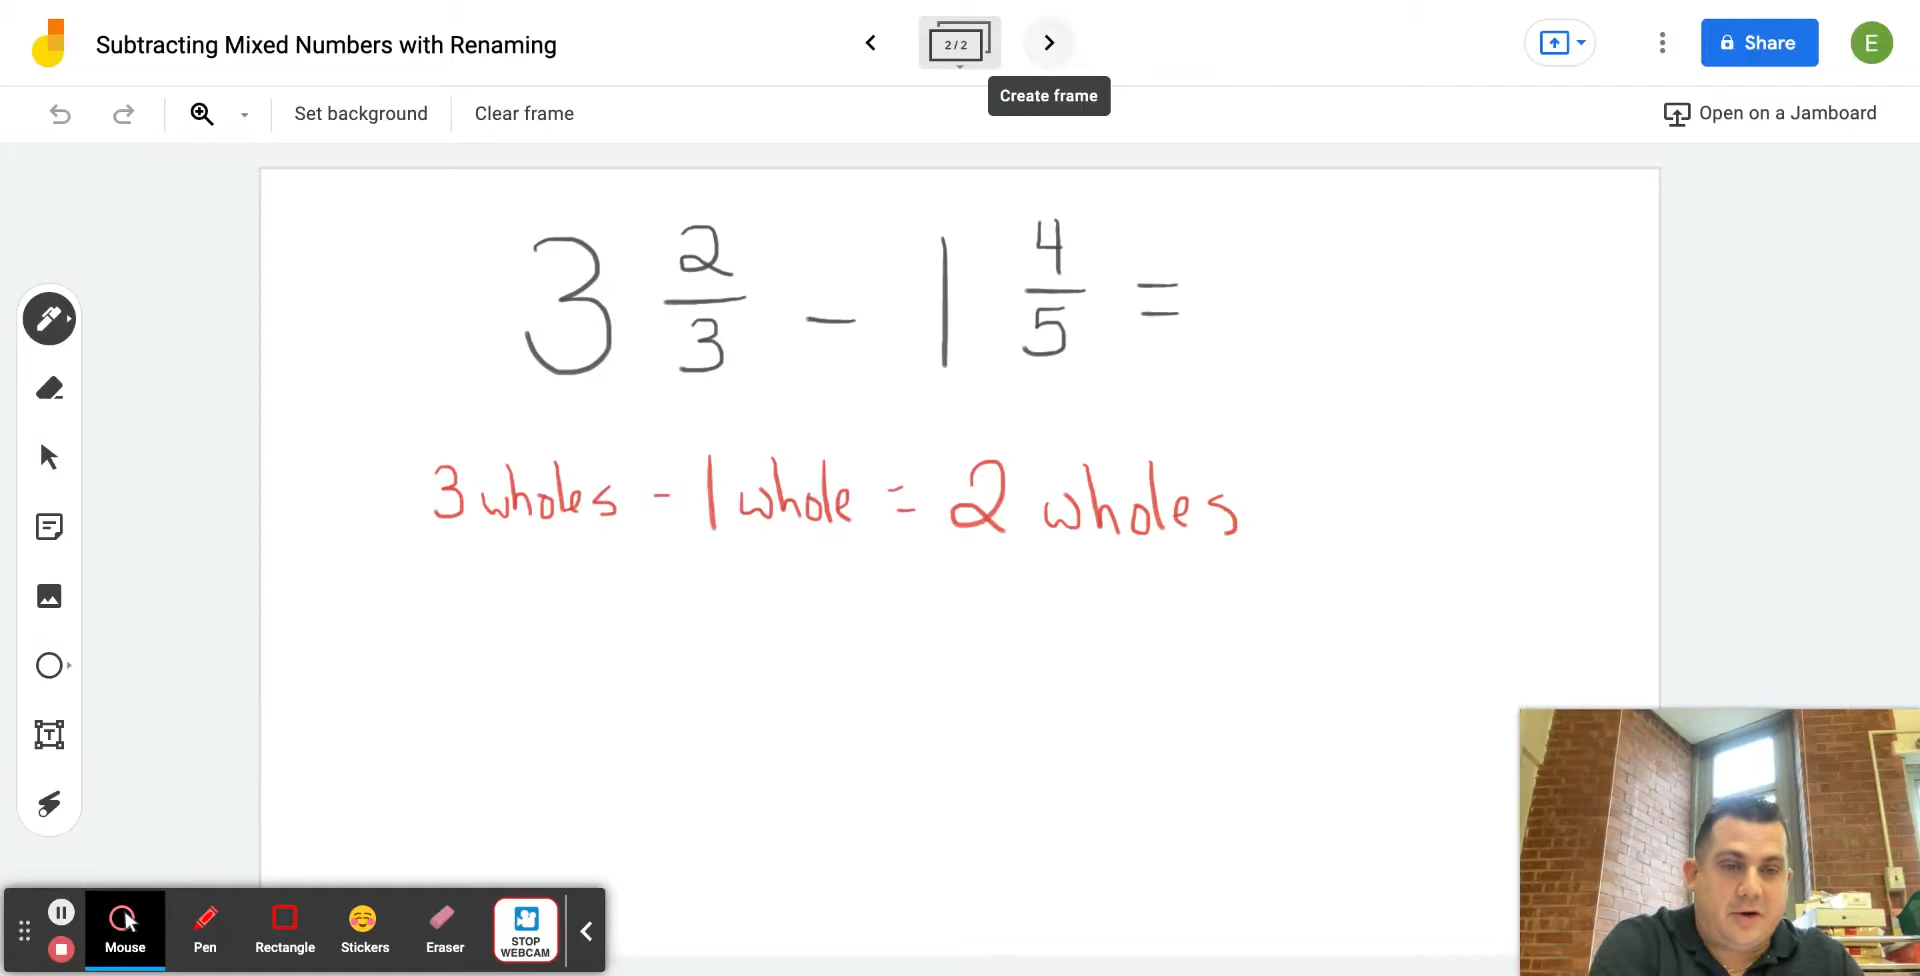 Subtracting Mixed Numbers with Renaming
2/2
Share
E
Create frame
Set background
Clear frame
Open on a Jamboard
3 2/3 - 1 4/5 =
3 wholes - 1 whole = 2 wholes
T
Mouse
Pen
Rectangle
Stickers
Eraser
STOP
WEBCAM